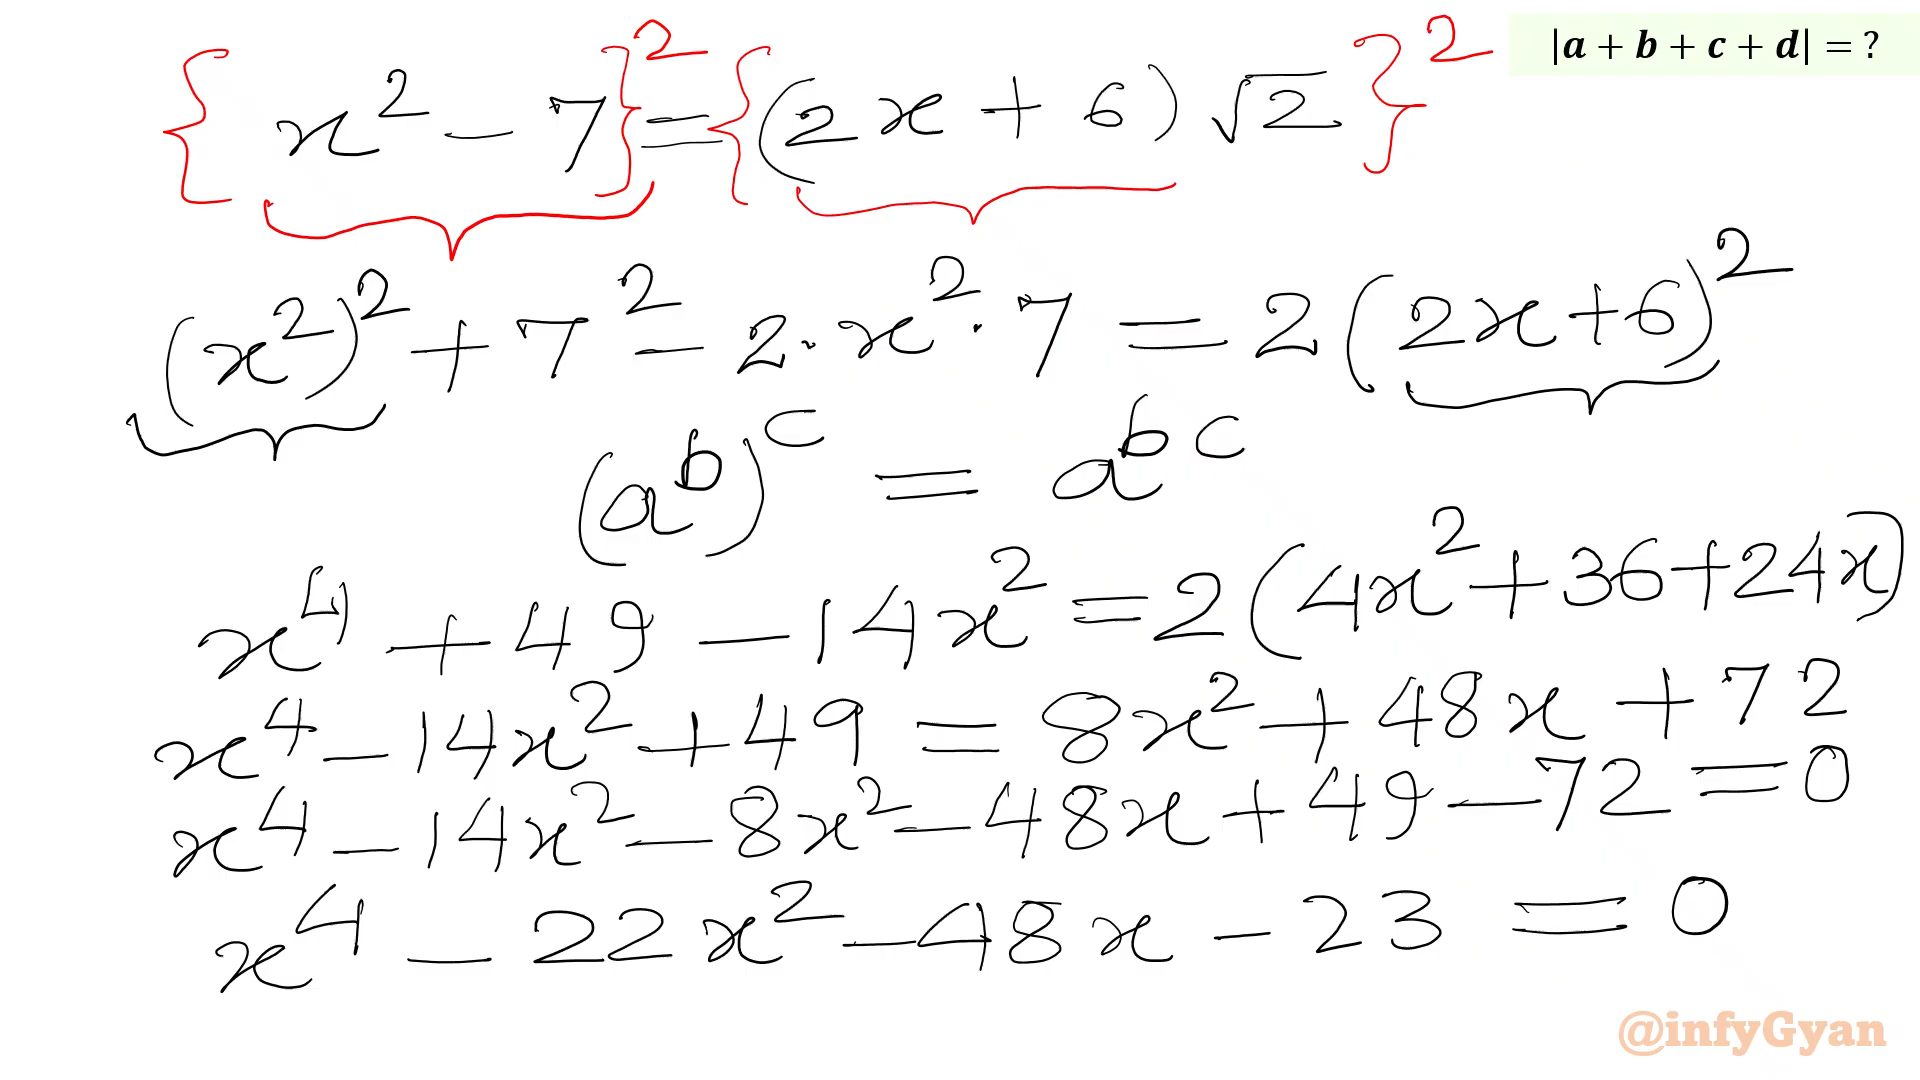 |a + b + c + d| = ?
{x² - 7}² = {(2x + 6)√2}²
(x²)² + 7² - 2·x²·7 = 2(2x+6)²
(a^b)^c = a^bc
x⁴ + 49 - 14x² = 2(4x² + 36 + 24x)
x⁴ - 14x² + 49 = 8x² + 48x + 72
x⁴ - 14x² - 8x² - 48x + 49 - 72 = 0
x⁴ - 22x² - 48x - 23 = 0
@infyGyan